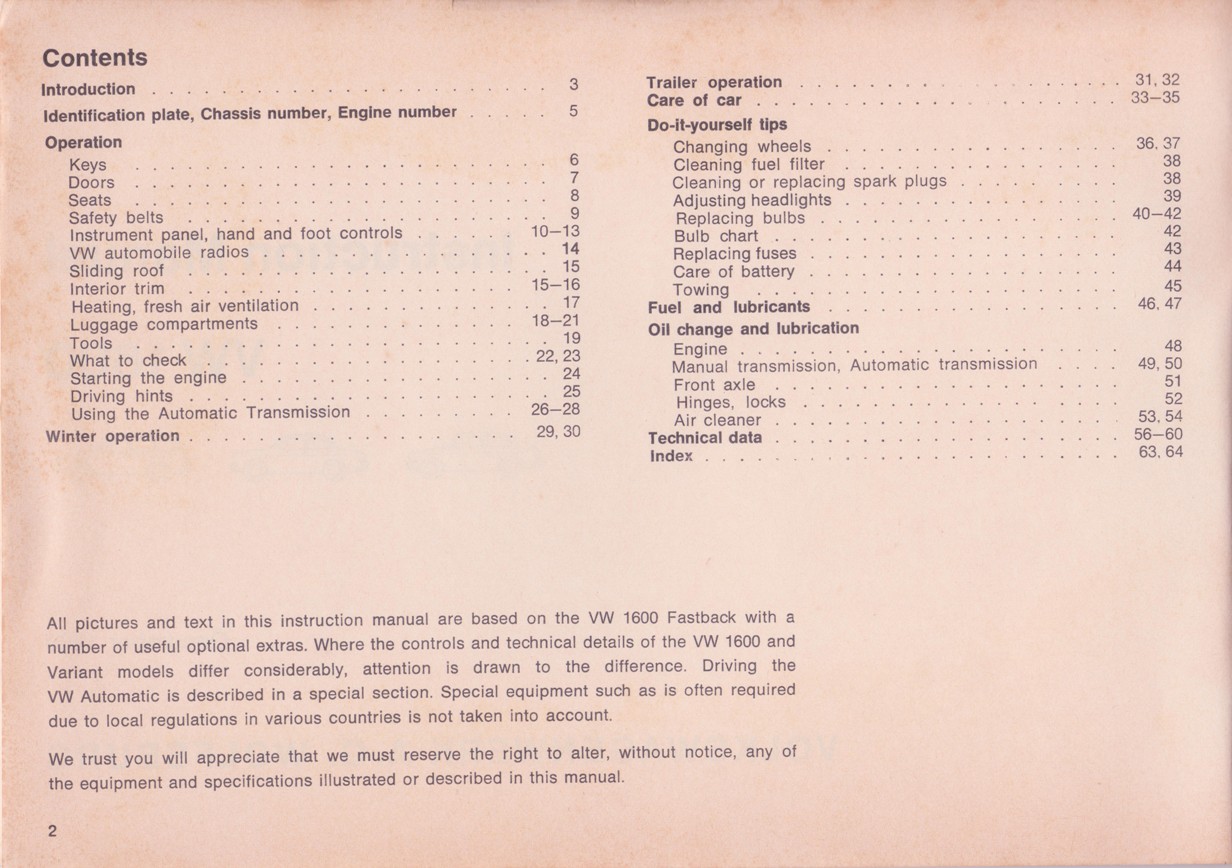 Contents
Introduction . . . . . . . . . . . . . . . . . . . . . . . 3
Identification plate, Chassis number, Engine number . . . . . 5
Operation
Keys . . . . . . . . . . . . . . . . . . . . . . . . 6
Doors . . . . . . . . . . . . . . . . . . . . . . . . 7
Seats . . . . . . . . . . . . . . . . . . . . . . . . 8
Safety belts . . . . . . . . . . . . . . . . . . . . . 9
Instrument panel, hand and foot controls . . . . . . 10—13
VW automobile radios . . . . . . . . . . . . . . . . . 14
Sliding roof . . . . . . . . . . . . . . . . . . . . . 15
Interior trim . . . . . . . . . . . . . . . . . . . 15—16
Heating, fresh air ventilation . . . . . . . . . . . . . . 17
Luggage compartments . . . . . . . . . . . . . . . 18—21
Tools . . . . . . . . . . . . . . . . . . . . . . . . 19
What to check . . . . . . . . . . . . . . . . . . 22, 23
Starting the engine . . . . . . . . . . . . . . . . . . 24
Driving hints . . . . . . . . . . . . . . . . . . . . . 25
Using the Automatic Transmission . . . . . . . . . 26—28
Winter operation . . . . . . . . . . . . . . . . . . . 29, 30
Trailer operation . . . . . . . . . . . . . . . . . . . 31, 32
Care of car . . . . . . . . . . . . . . . . . . . . . 33—35
Do-it-yourself tips
Changing wheels . . . . . . . . . . . . . . . . . 36, 37
Cleaning fuel filter . . . . . . . . . . . . . . . . . 38
Cleaning or replacing spark plugs . . . . . . . . . . 38
Adjusting headlights . . . . . . . . . . . . . . . . . 39
Replacing bulbs . . . . . . . . . . . . . . . . . 40—42
Bulb chart . . . . . . . . . . . . . . . . . . . . . 42
Replacing fuses . . . . . . . . . . . . . . . . . . 43
Care of battery . . . . . . . . . . . . . . . . . . . 44
Towing . . . . . . . . . . . . . . . . . . . . . . 45
Fuel and lubricants . . . . . . . . . . . . . . . . . 46, 47
Oil change and lubrication
Engine . . . . . . . . . . . . . . . . . . . . . . 48
Manual transmission, Automatic transmission . . . . 49, 50
Front axle . . . . . . . . . . . . . . . . . . . . . 51
Hinges, locks . . . . . . . . . . . . . . . . . . . 52
Air cleaner . . . . . . . . . . . . . . . . . . . 53, 54
Technical data . . . . . . . . . . . . . . . . . . . . 56—60
Index . . . . . . . . . . . . . . . . . . . . . . . . 63, 64
All pictures and text in this instruction manual are based on the VW 1600 Fastback with a
number of useful optional extras. Where the controls and technical details of the VW 1600 and
Variant models differ considerably, attention is drawn to the difference. Driving the
VW Automatic is described in a special section. Special equipment such as is often required
due to local regulations in various countries is not taken into account.
We trust you will appreciate that we must reserve the right to alter, without notice, any of
the equipment and specifications illustrated or described in this manual.
2